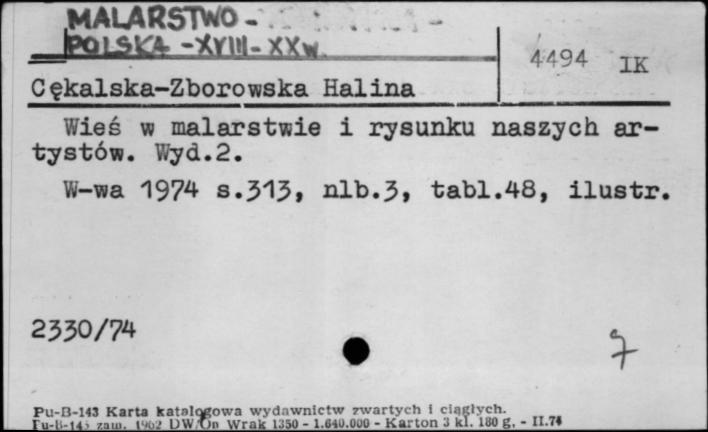 MALARSTWO -
POLSKA - XVIII - XX w.
4494 IK
Cękalska-Zborowska Halina
Wieś w malarstwie i rysunku naszych ar-
tystów. Wyd.2.
W-wa 1974 s.313, nlb.3, tabl.48, ilustr.
2330/74
7
Pu-B-143 Karta katalogowa wydawnictw zwartych i ciągłych.
Pu-B-143 zam. 1962 DW/On Wrak 1350 - 1.640.000 - Karton 3 kl. 180 g. - II.74